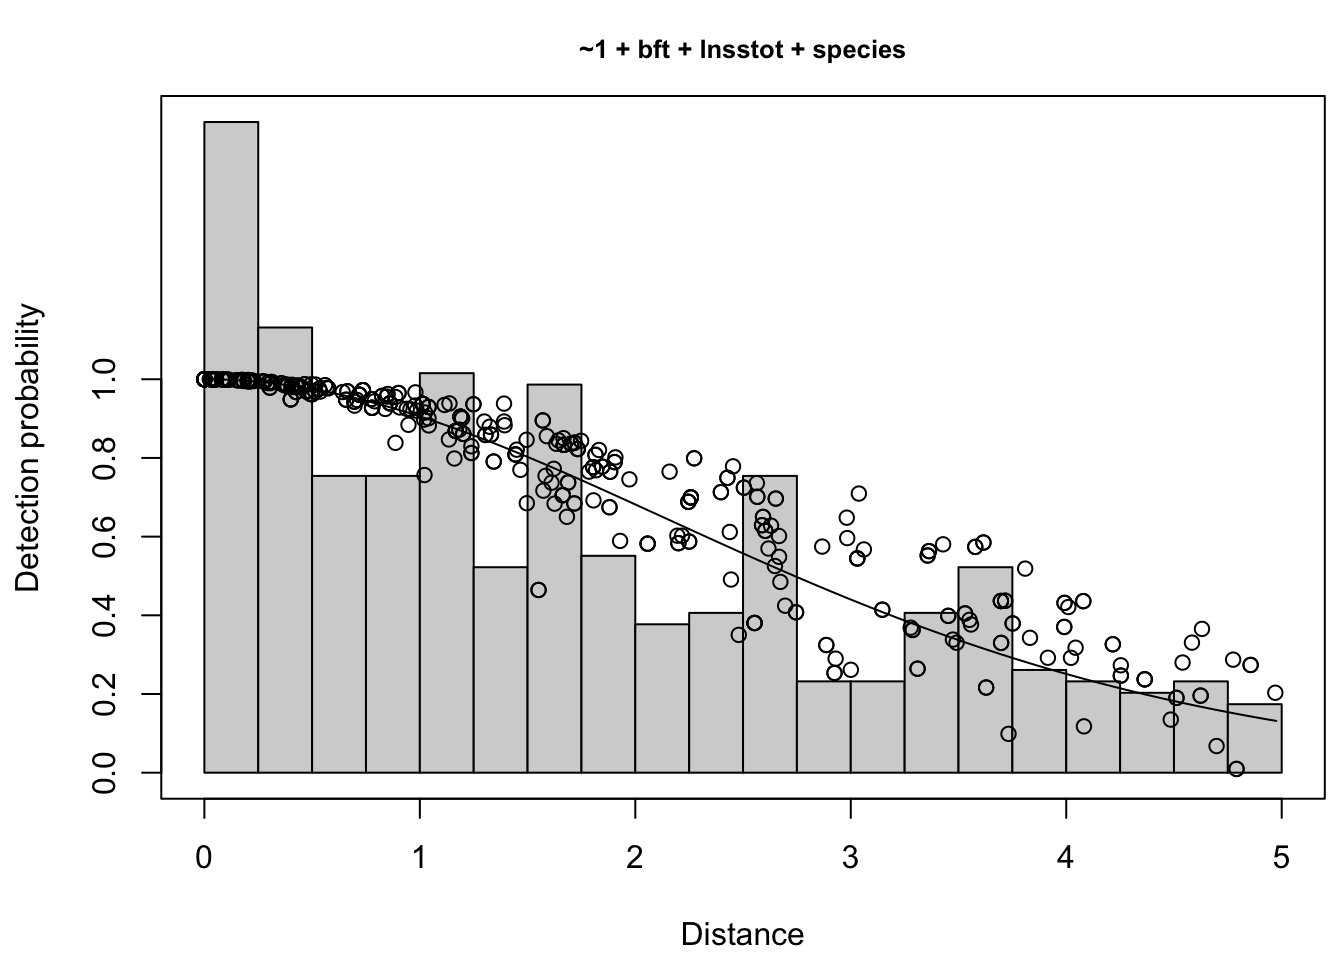 ~1 + bft + lnsstot + species
Detection probability
1.0
0.8
0.6
0.4
0.2
0.0
0 1 2 3 4 5
Distance